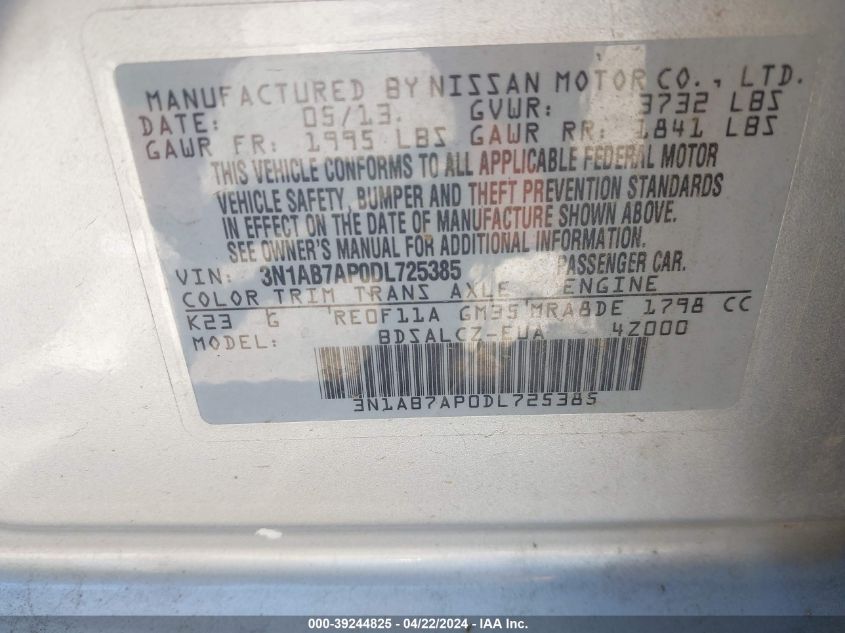 MANUFACTURED BY NISSAN MOTOR CO., LTD.
DATE: 05/13. GVWR: 3732 LBS
GAWR FR: 1995 LBS GAWR RR: 1841 LBS
THIS VEHICLE CONFORMS TO ALL APPLICABLE FEDERAL MOTOR
VEHICLE SAFETY, BUMPER AND THEFT PREVENTION STANDARDS
IN EFFECT ON THE DATE OF MANUFACTURE SHOWN ABOVE.
SEE OWNER'S MANUAL FOR ADDITIONAL INFORMATION.
VIN: 3N1AB7AP0DL725385 PASSENGER CAR.
COLOR TRIM TRANS AXLE ENGINE
K23 G RE0F11A GM35 MRA8DE 1798 CC
MODEL: BDSALCZ-EUA 4Z000
3N1AB7AP0DL725385
000-39244825 / 04/22/2024 - IAA Inc.